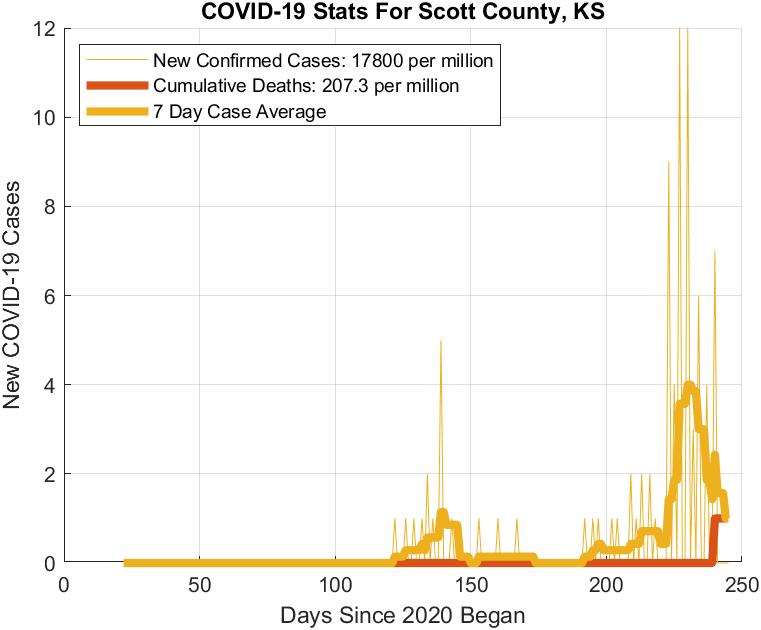 COVID-19 Stats For Scott County, KS
New Confirmed Cases: 17800 per million
Cumulative Deaths: 207.3 per million
7 Day Case Average
New COVID-19 Cases
12
10
8
6
4
2
0
0 50 100 150 200 250
Days Since 2020 Began